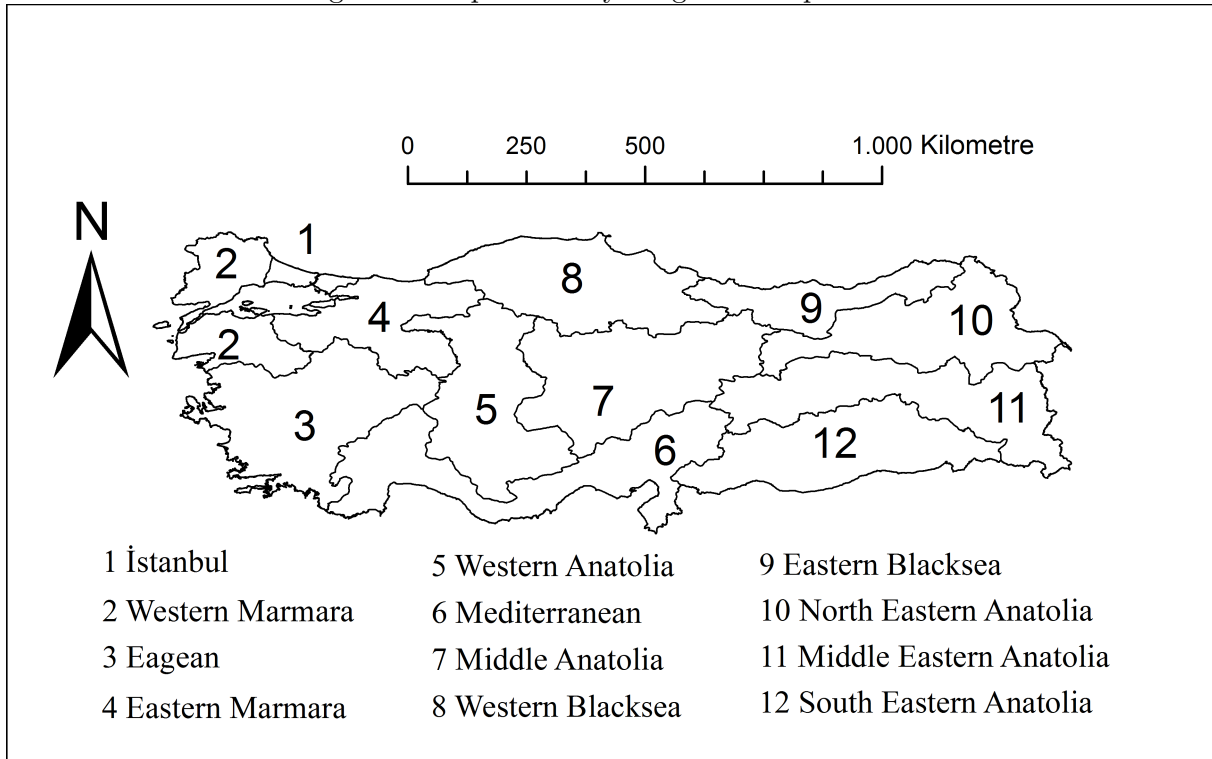 0 250 500 1.000 Kilometre
N
1
2
8
4
9
10
2
3
5
7
6
11
12
1 İstanbul
2 Western Marmara
3 Eagean
4 Eastern Marmara
5 Western Anatolia
6 Mediterranean
7 Middle Anatolia
8 Western Blacksea
9 Eastern Blacksea
10 North Eastern Anatolia
11 Middle Eastern Anatolia
12 South Eastern Anatolia